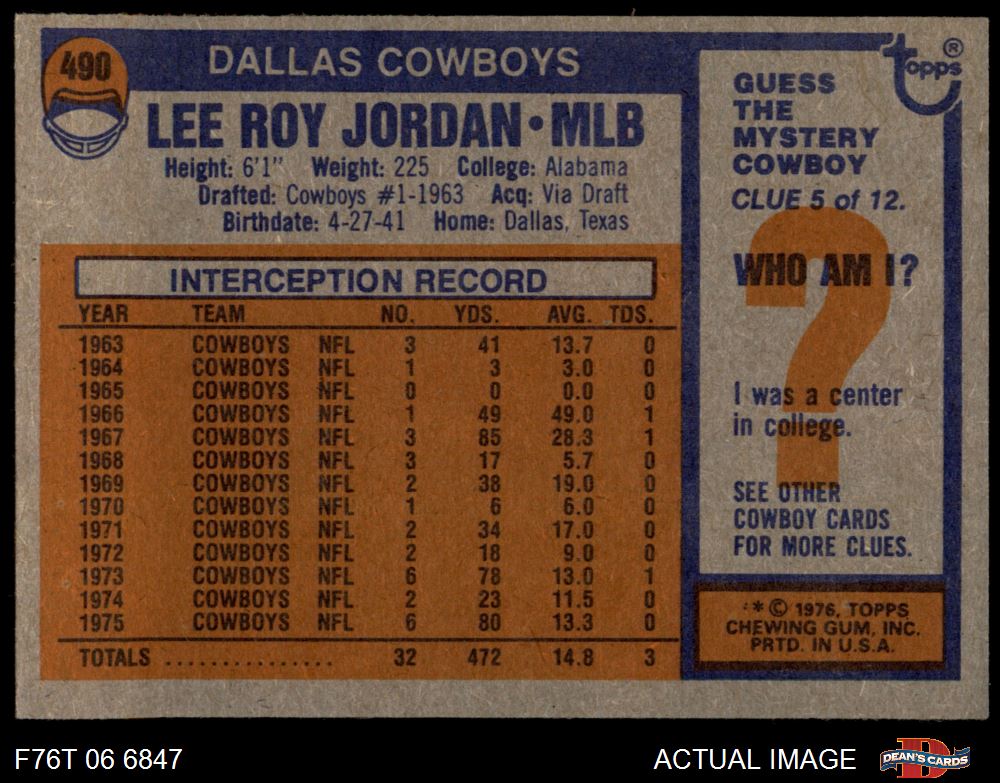 490
DALLAS COWBOYS
LEE ROY JORDAN • MLB
Height: 6'1" Weight: 225 College: Alabama
Drafted: Cowboys #1-1963 Acq: Via Draft
Birthdate: 4-27-41 Home: Dallas, Texas
INTERCEPTION RECORD
YEAR TEAM NO. YDS. AVG. TDS.
1963 COWBOYS NFL 3 41 13.7 0
1964 COWBOYS NFL 1 3 3.0 0
1965 COWBOYS NFL 0 0 0.0 0
1966 COWBOYS NFL 1 49 49.0 1
1967 COWBOYS NFL 3 85 28.3 1
1968 COWBOYS NFL 3 17 5.7 0
1969 COWBOYS NFL 2 38 19.0 0
1970 COWBOYS NFL 1 6 6.0 0
1971 COWBOYS NFL 2 34 17.0 0
1972 COWBOYS NFL 2 18 9.0 0
1973 COWBOYS NFL 6 78 13.0 1
1974 COWBOYS NFL 2 23 11.5 0
1975 COWBOYS NFL 6 80 13.3 0
TOTALS ............... 32 472 14.8 3
topps ®
GUESS
THE
MYSTERY
COWBOY
CLUE 5 of 12.
?
WHO AM I?
I was a center
in college.
SEE OTHER
COWBOY CARDS
FOR MORE CLUES.
** © 1976, TOPPS
CHEWING GUM, INC.
PRTD. IN U.S.A.
F76T 06 6847
ACTUAL IMAGE
D
DEAN'S CARDS